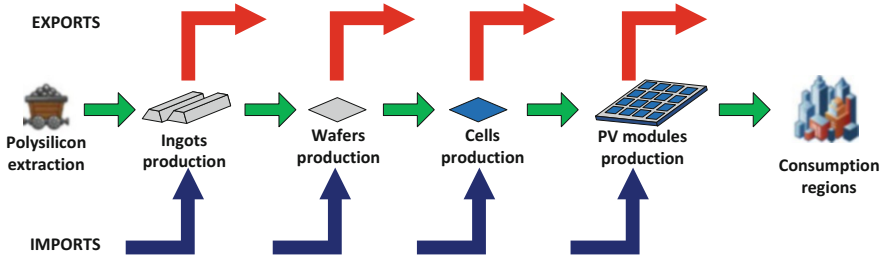 EXPORTS
Polysilicon
extraction
Ingots
production
Wafers
production
Cells
production
PV modules
production
Consumption
regions
IMPORTS